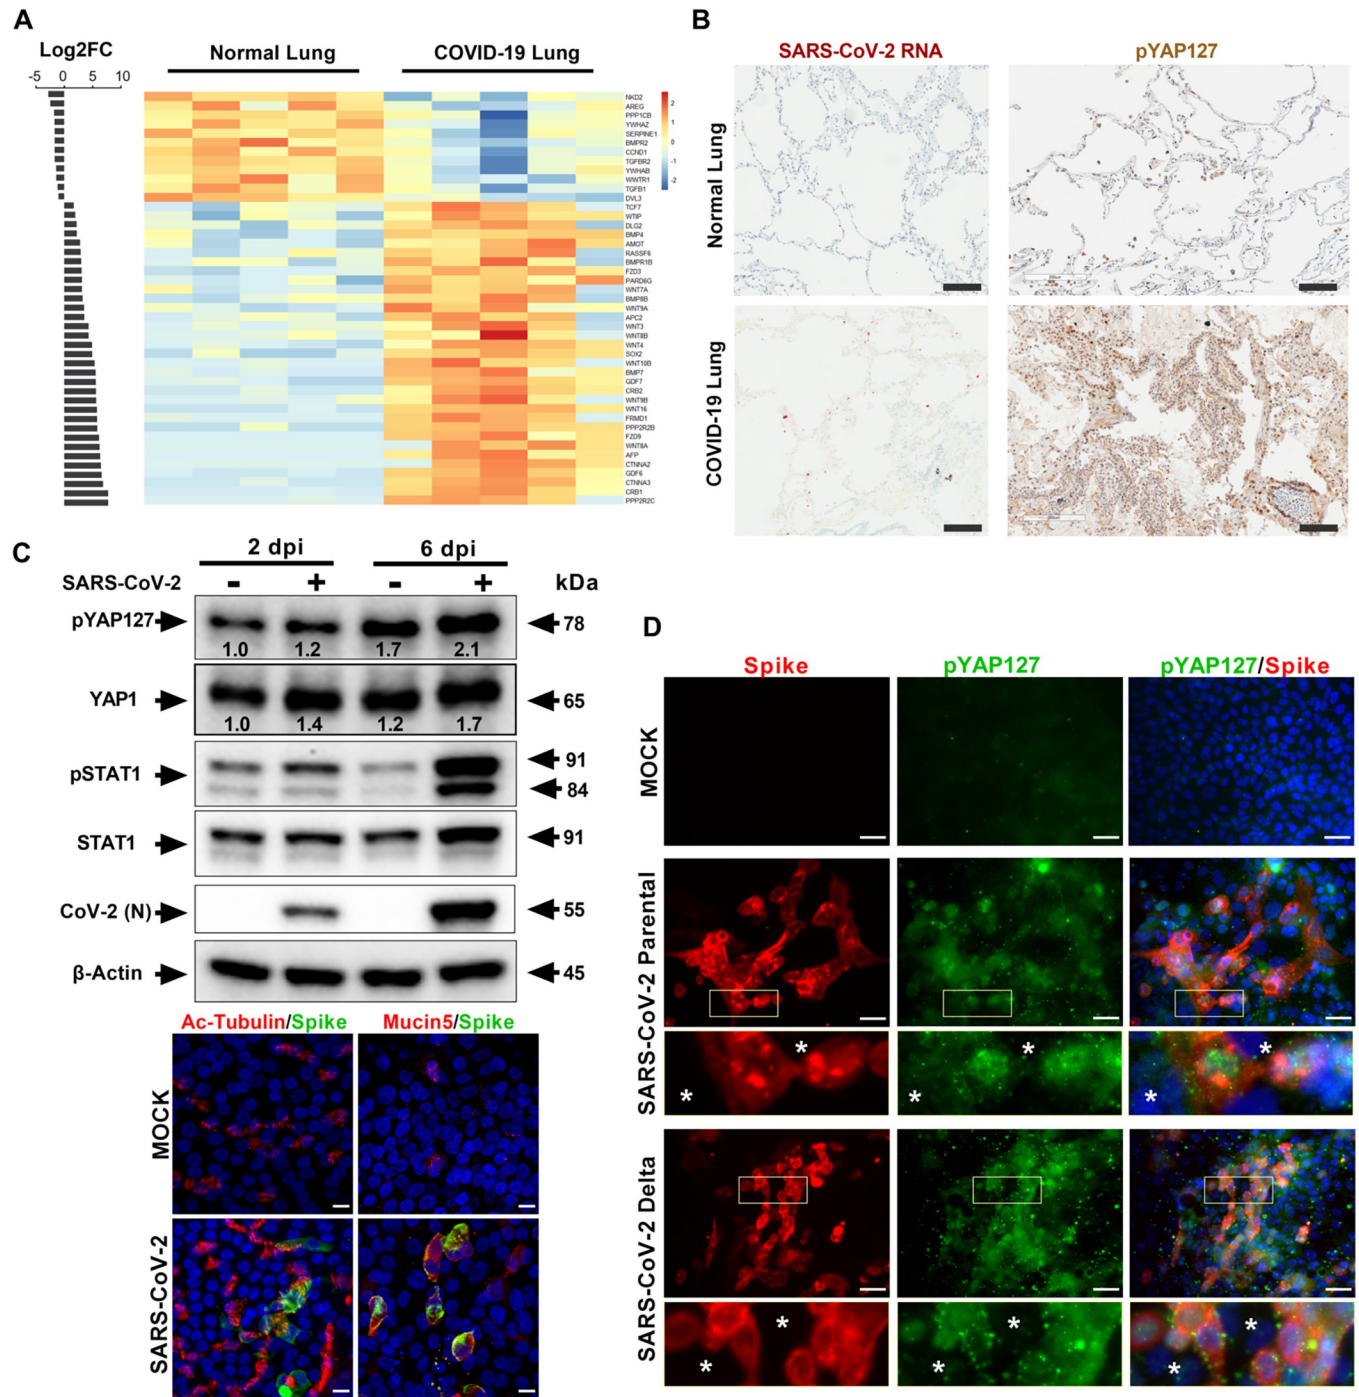 A
Log2FC
-5 0 5 10
Normal Lung
COVID-19 Lung
NKD2
AREG
PPP1CB
YWHAZ
SERPINE1
BMPR2
CCND1
TGFBR2
YWHAB
WWTR1
TGFB1
DVL3
TCF7
WTIP
DLG2
BMP4
AMOT
RASSF6
BMPR1B
FZD3
PARD6G
WNT7A
BMP8B
WNT9A
APC2
WNT3
WNT8B
WNT4
SOX2
WNT10B
BMP7
GDF7
CRB2
WNT9B
WNT16
FRMD1
PPP2R2B
FZD9
WNT8A
AFP
CTNNA2
GDF6
CTNNA3
CRB1
PPP2R2C
2
1
0
-1
-2
B
SARS-CoV-2 RNA
pYAP127
Normal Lung
COVID-19 Lung
C
2 dpi
6 dpi
SARS-CoV-2
- + - +
kDa
pYAP127
1.0 1.2 1.7 2.1
78
YAP1
1.0 1.4 1.2 1.7
65
pSTAT1
91
84
STAT1
91
CoV-2 (N)
55
β-Actin
45
Ac-Tubulin/Spike
Mucin5/Spike
MOCK
SARS-CoV-2
D
Spike
pYAP127
pYAP127/Spike
MOCK
SARS-CoV-2 Parental
* * * * * *
SARS-CoV-2 Delta
* * * * * *